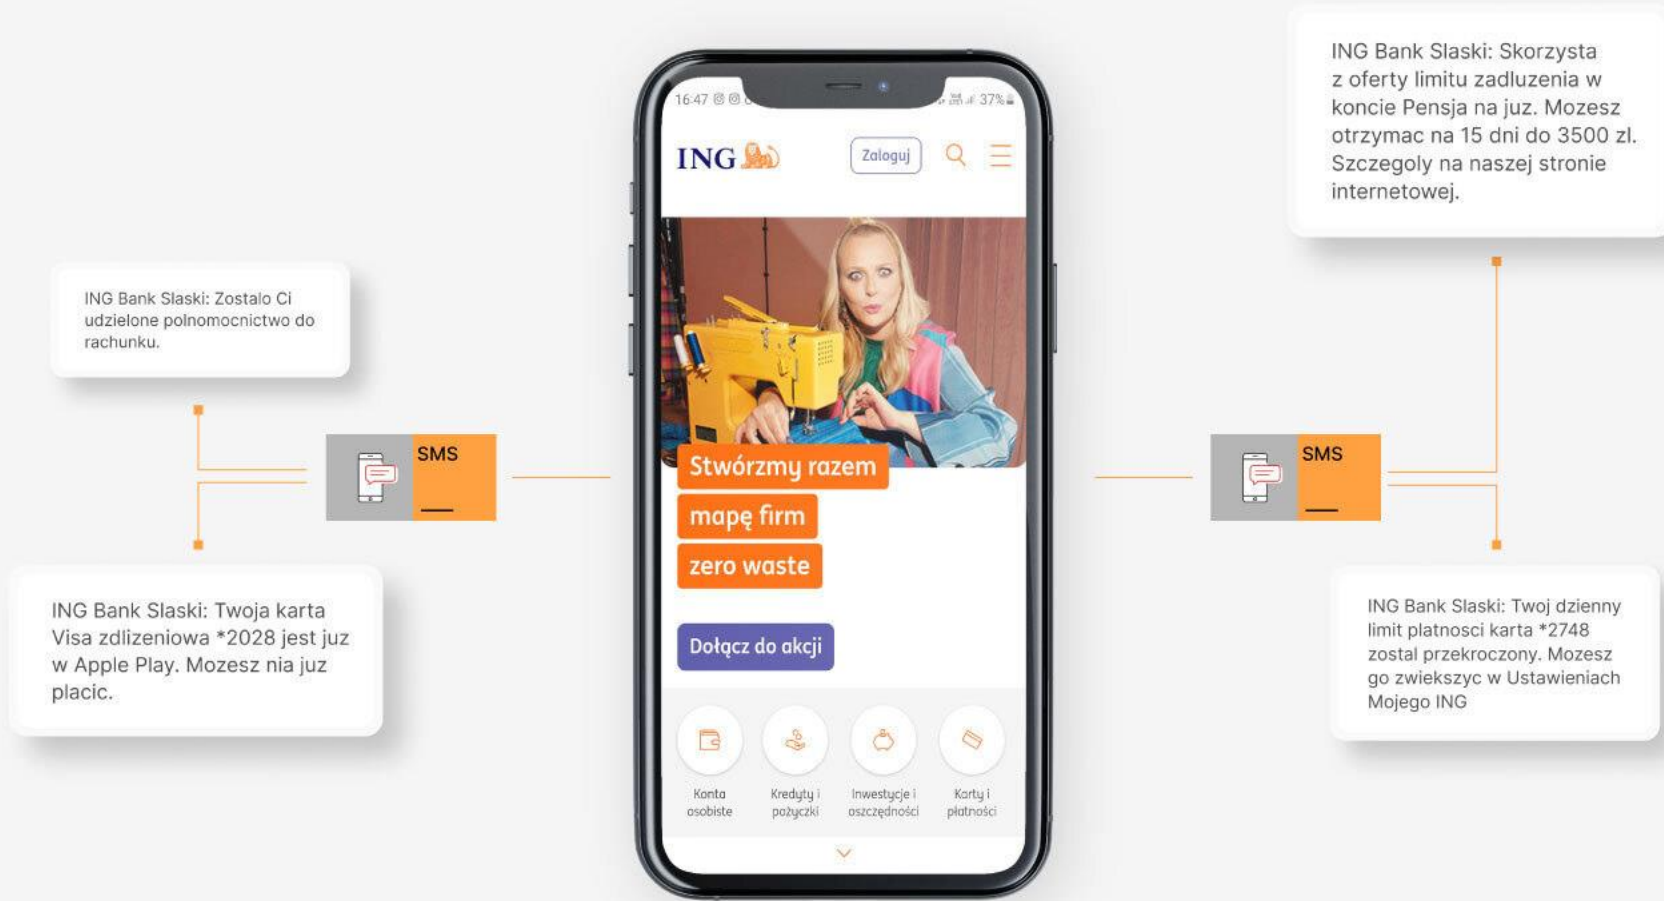 ING Bank Slaski: Zostalo Ci
udzielone polnomocnictwo do
rachunku.
SMS
ING Bank Slaski: Twoja karta
Visa zdlizeniowa *2028 jest juz
w Apple Play. Mozesz nia juz
placic.
16:47
37%
ING
Zaloguj
Stwórzmy razem
mapę firm
zero waste
Dołącz do akcji
Konta
osobiste
Kredyty i
pożyczki
Inwestycje i
oszczędności
Karty i
płatności
ING Bank Slaski: Skorzysta
z oferty limitu zadluzenia w
koncie Pensja na juz. Mozesz
otrzymac na 15 dni do 3500 zl.
Szczegoly na naszej stronie
internetowej.
SMS
ING Bank Slaski: Twoj dzienny
limit platnosci karta *2748
zostal przekroczony. Mozesz
go zwiekszyc w Ustawieniach
Mojego ING